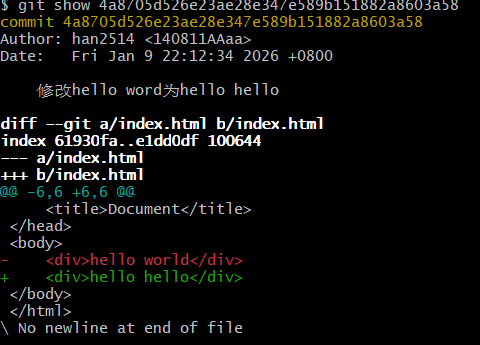 $ git show 4a8705d526e23ae28e347e589b151882a8603a58
commit 4a8705d526e23ae28e347e589b151882a8603a58
Author: han2514 <140811AAaa>
Date:   Fri Jan 9 22:12:34 2026 +0800

    修改hello word为hello hello

diff --git a/index.html b/index.html
index 61930fa..e1dd0df 100644
--- a/index.html
+++ b/index.html
@@ -6,6 +6,6 @@
     <title>Document</title>
 </head>
 <body>
-    <div>hello world</div>
+    <div>hello hello</div>
 </body>
 </html>
\ No newline at end of file